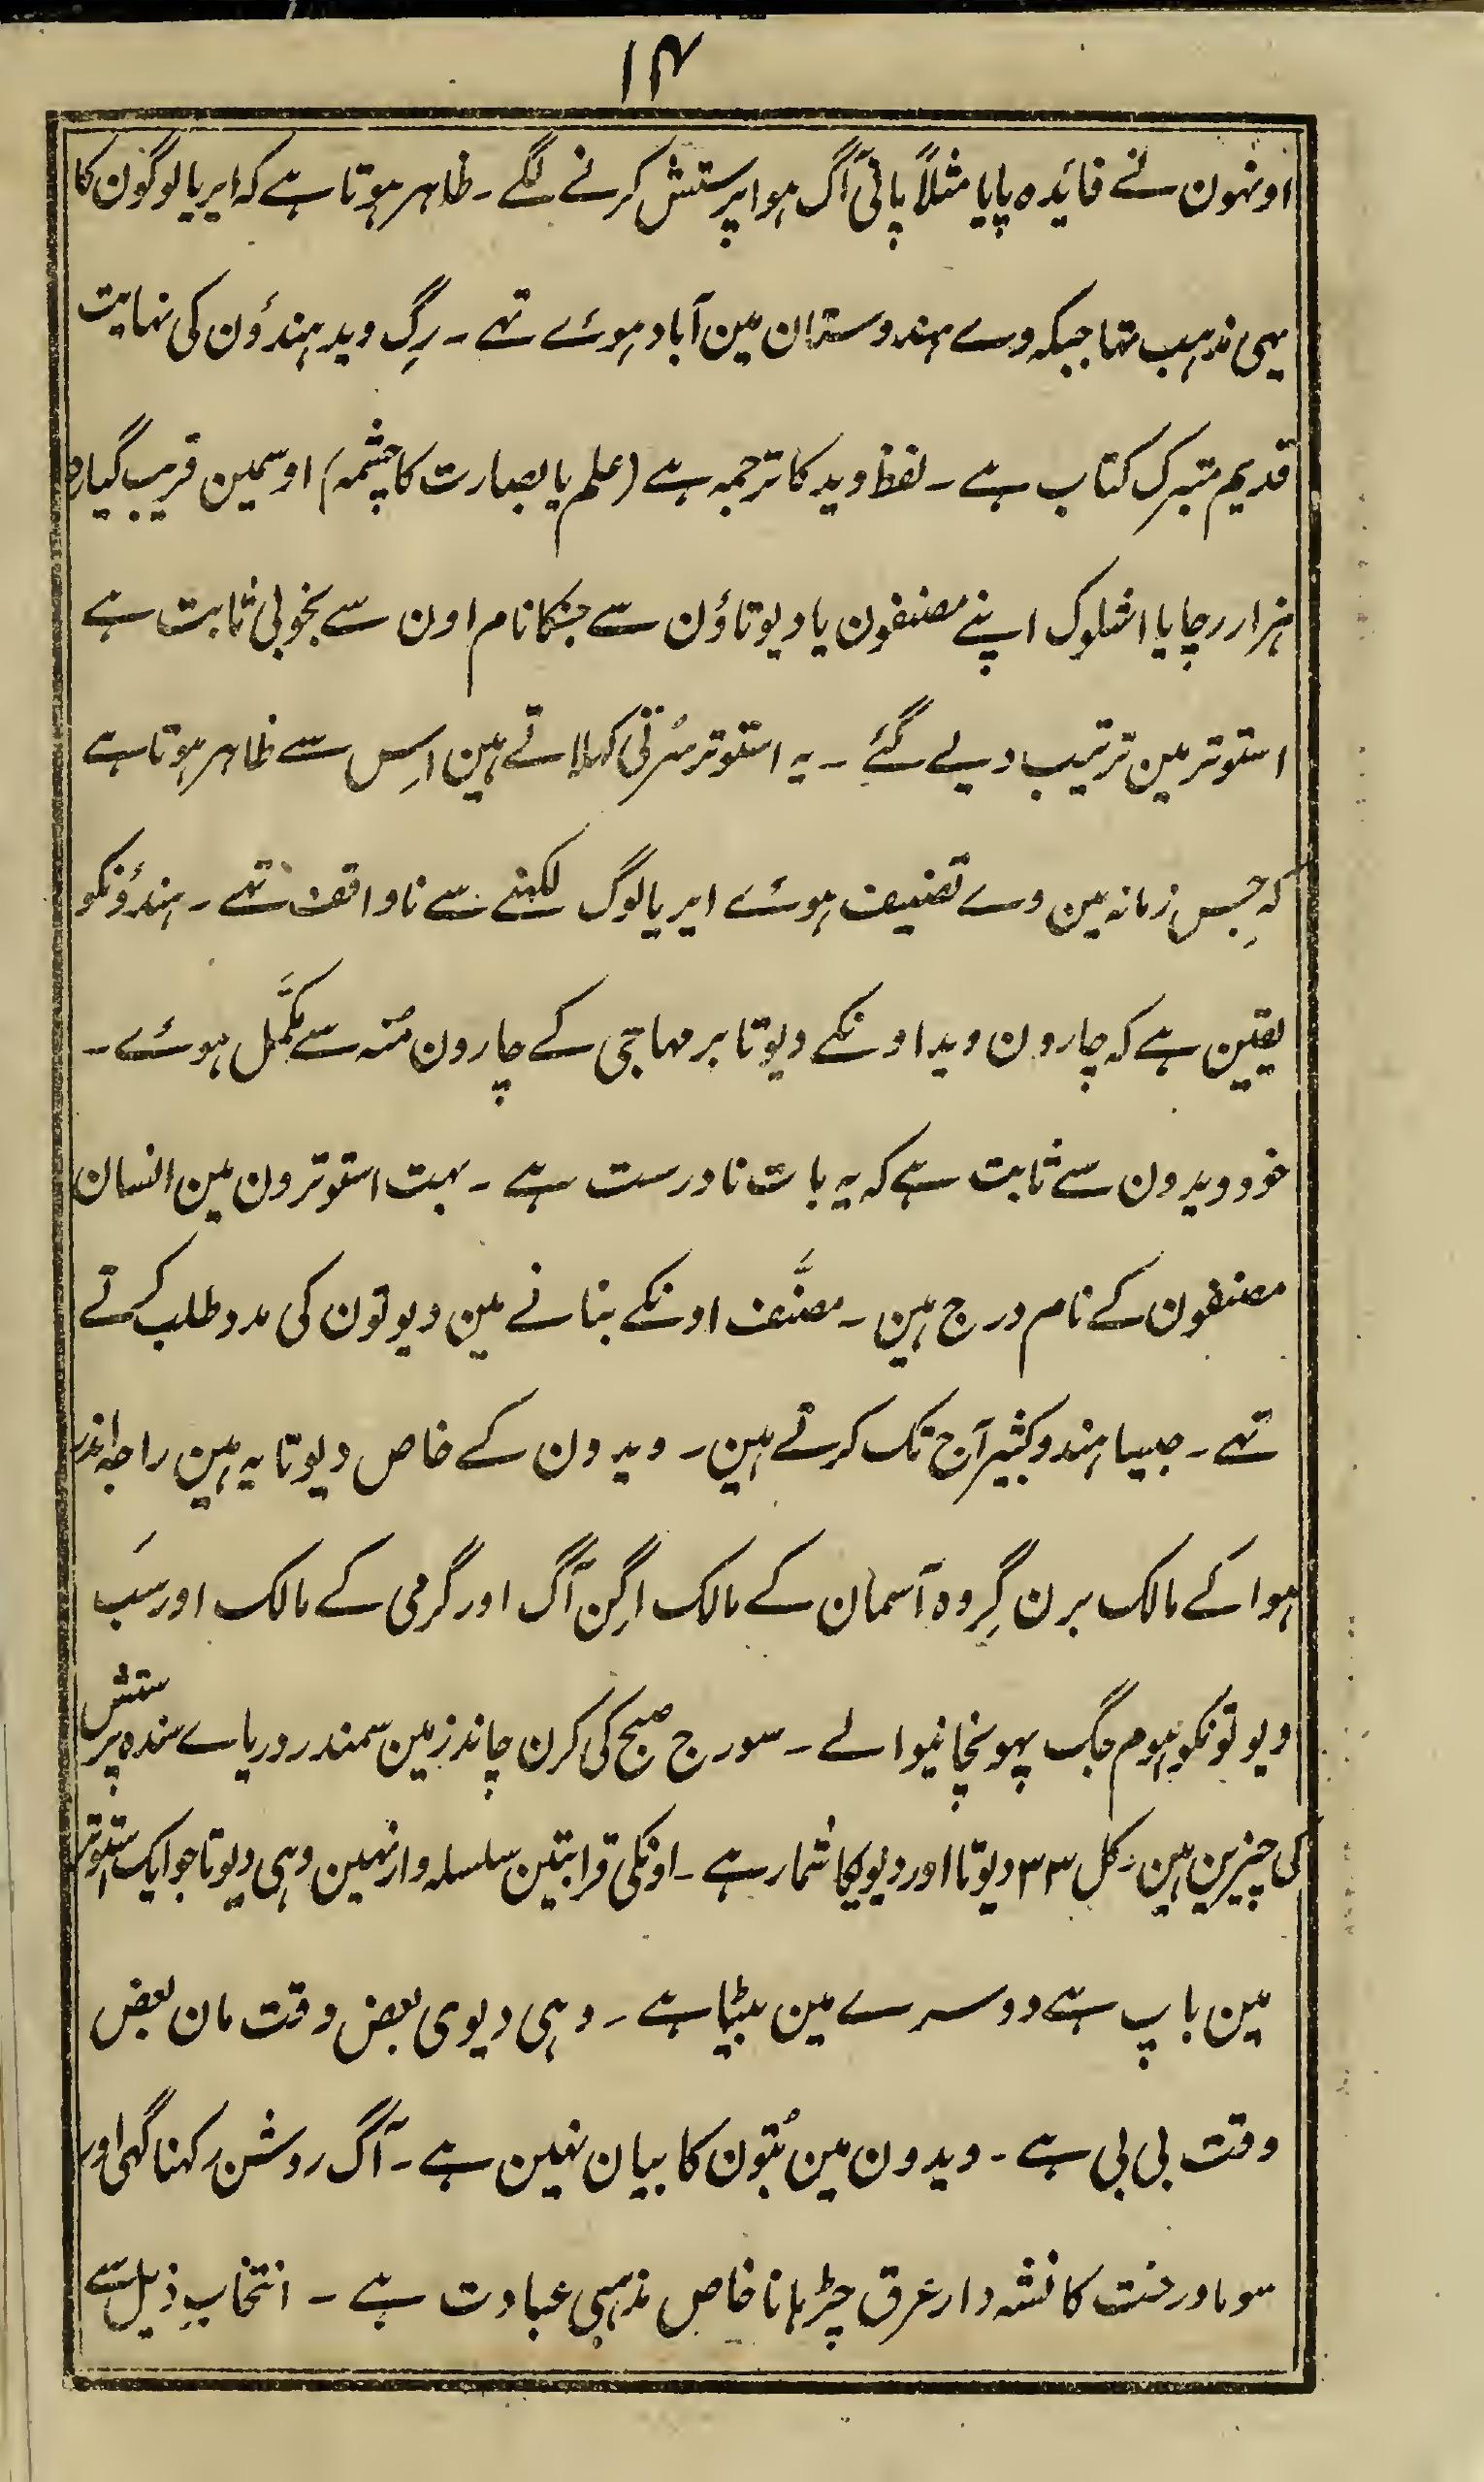 ۱۴
اونہون نے فائدہ پایا مثلاً پانی آگ ہوا پرستش کرنے لگے ۔ ظاہر ہوتا ہے کہ ایریا لوگون کا
یہی مذہب تہا جبکہ وے ہندوستان مین آباد ہوئے تہے ۔ رِگ وید ہندؤن کی نہایت
قدیم متبرک کتاب ہے ۔ لفظ وید کا ترجمہ ہے (علم یا بصارت کا چشمہ) اوسمین قریب گیارہ
ہزار رچا یا اشلوک اپنے مصنفون یا دیوتاؤن سے جنکا نام اون سے بخوبی ثابت ہے
استوتر مین ترتیب دیے گئے ۔ یہ استوتر سُرتی کہلاتے ہین اِس سے ظاہر ہوتا ہے
کہ جِس زمانہ مین وے تصنیف ہوئے ایریا لوگ لکہنے سے ناواقف تہے ۔ ہندؤنکو
یقین ہے کہ چارون وید اونکے دیوتا برمہاجی کے چارون مُنہ سے مکمَّل ہوئے ۔
خود ویدون سے ثابت ہے کہ یہ بات نادرست ہے ۔ بہت استوترون مین انسان
مصنفون کے نام درج ہین ۔ مصنَّف اونکے بنانے مین دیوتون کی مدد طلب کرتے
تہے ۔ جیسا ہندو کبیشر آج تک کرتے ہین ۔ ویدون کے خاص دیوتا یہ ہین راجہ اندر
ہوا کے مالک برن گِروہ آسمان کے مالک اگِن آگ اور گرمی کے مالک اور سَب
دیوتونکو ہوم جگ پہونچانیوالے ۔ سورج صبح کی کرن چاند زمین سمندر دریاے سندہ پرستش
کی چیزین ہین ۔ کل ۳۳ دیوتا اور دیویکا شمار ہے ۔ اونکی قرابتین سلسلہ وار نہین وہی دیوتا جو ایک استوتر
مین باپ ہے دوسرے مین بیٹا ہے ۔ وہی دیوی بعض وقت مان بعض
وقت بی بی ہے ۔ ویدون مین بُتون کا بیان نہین ہے ۔ آگ روشن رکہنا گہی اور
سوما درخت کا نشہ دار عرق چڑہانا خاص مذہبی عبادت ہے ۔ انتخابِ ذیل سے